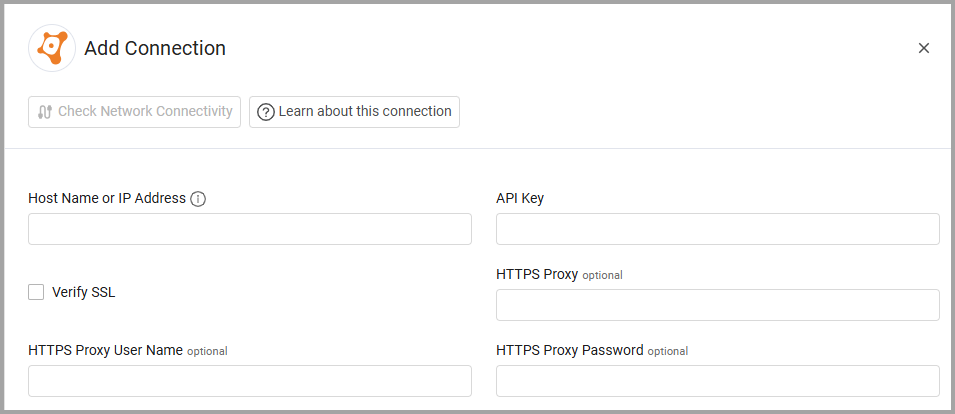 Add Connection
Check Network Connectivity
Learn about this connection
Host Name or IP Address
API Key
Verify SSL
HTTPS Proxy optional
HTTPS Proxy User Name optional
HTTPS Proxy Password optional